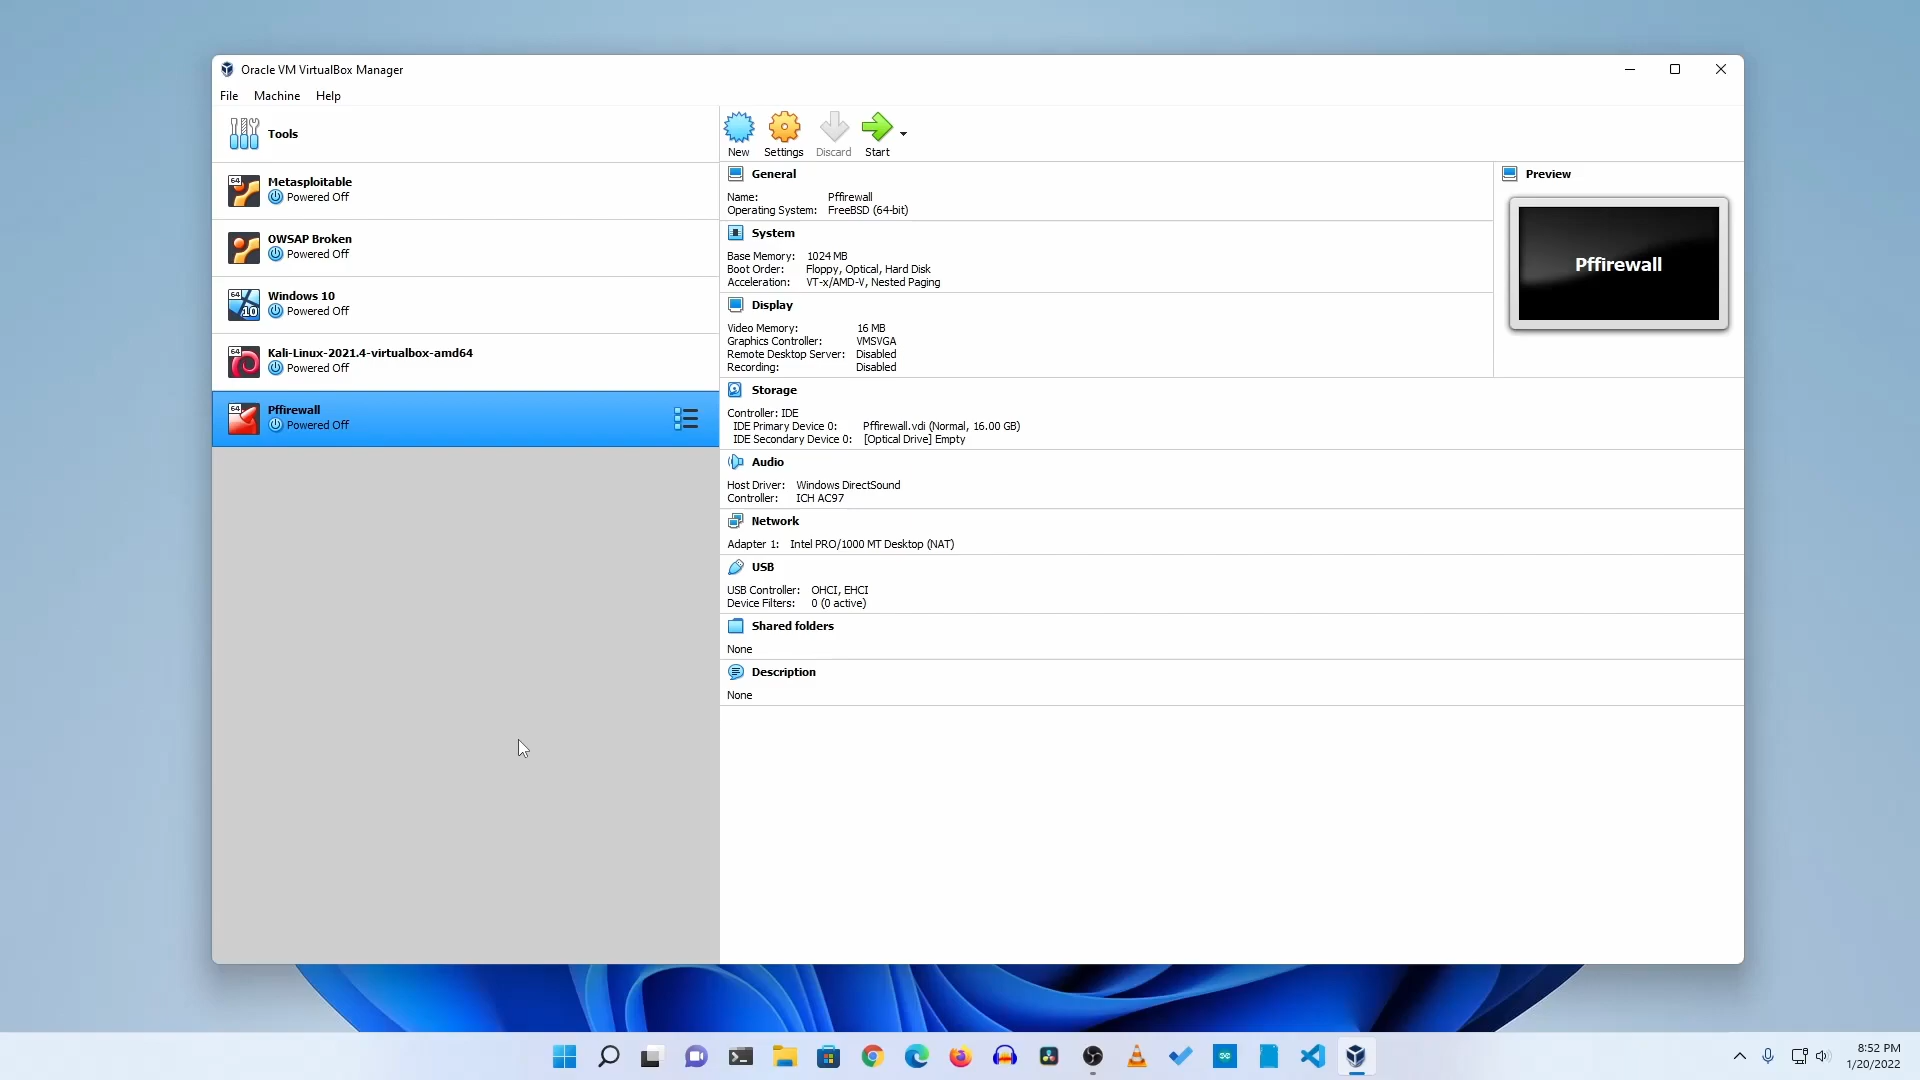 Oracle VM VirtualBox Manager
File Machine Help
Tools
New Settings Discard Start
64
Metasploitable
Powered Off
OWSAP Broken
Powered Off
64
10
Windows 10
Powered Off
64
Kali-Linux-2021.4-virtualbox-amd64
Powered Off
64
Pffirewall
Powered Off
General
Name: Pffirewall
Operating System: FreeBSD (64-bit)
System
Base Memory: 1024 MB
Boot Order: Floppy, Optical, Hard Disk
Acceleration: VT-x/AMD-V, Nested Paging
Display
Video Memory: 16 MB
Graphics Controller: VMSVGA
Remote Desktop Server: Disabled
Recording: Disabled
Storage
Controller: IDE
IDE Primary Device 0: Pffirewall.vdi (Normal, 16.00 GB)
IDE Secondary Device 0: [Optical Drive] Empty
Audio
Host Driver: Windows DirectSound
Controller: ICH AC97
Network
Adapter 1: Intel PRO/1000 MT Desktop (NAT)
USB
USB Controller: OHCI, EHCI
Device Filters: 0 (0 active)
Shared folders
None
Description
None
Preview
Pffirewall
8:52 PM
1/20/2022